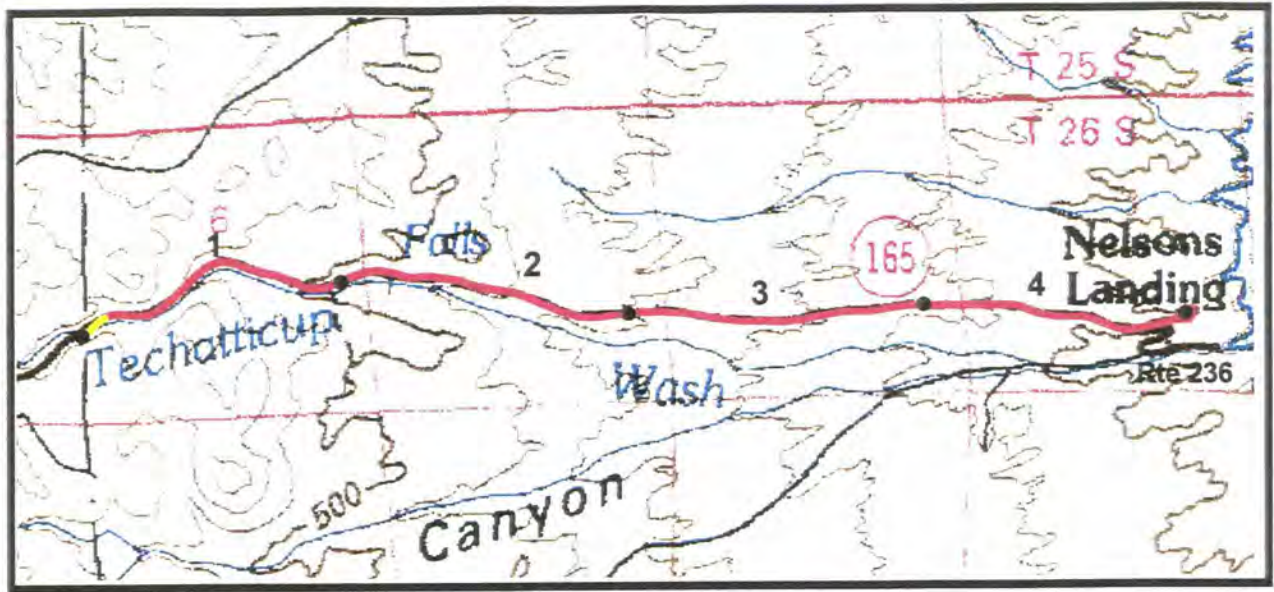 T 25 S
T 26 S
6
1
Falls
2
165
3
4
Nelsons
Landing
Techatticup
Wash
Rte 236
500
Canyon